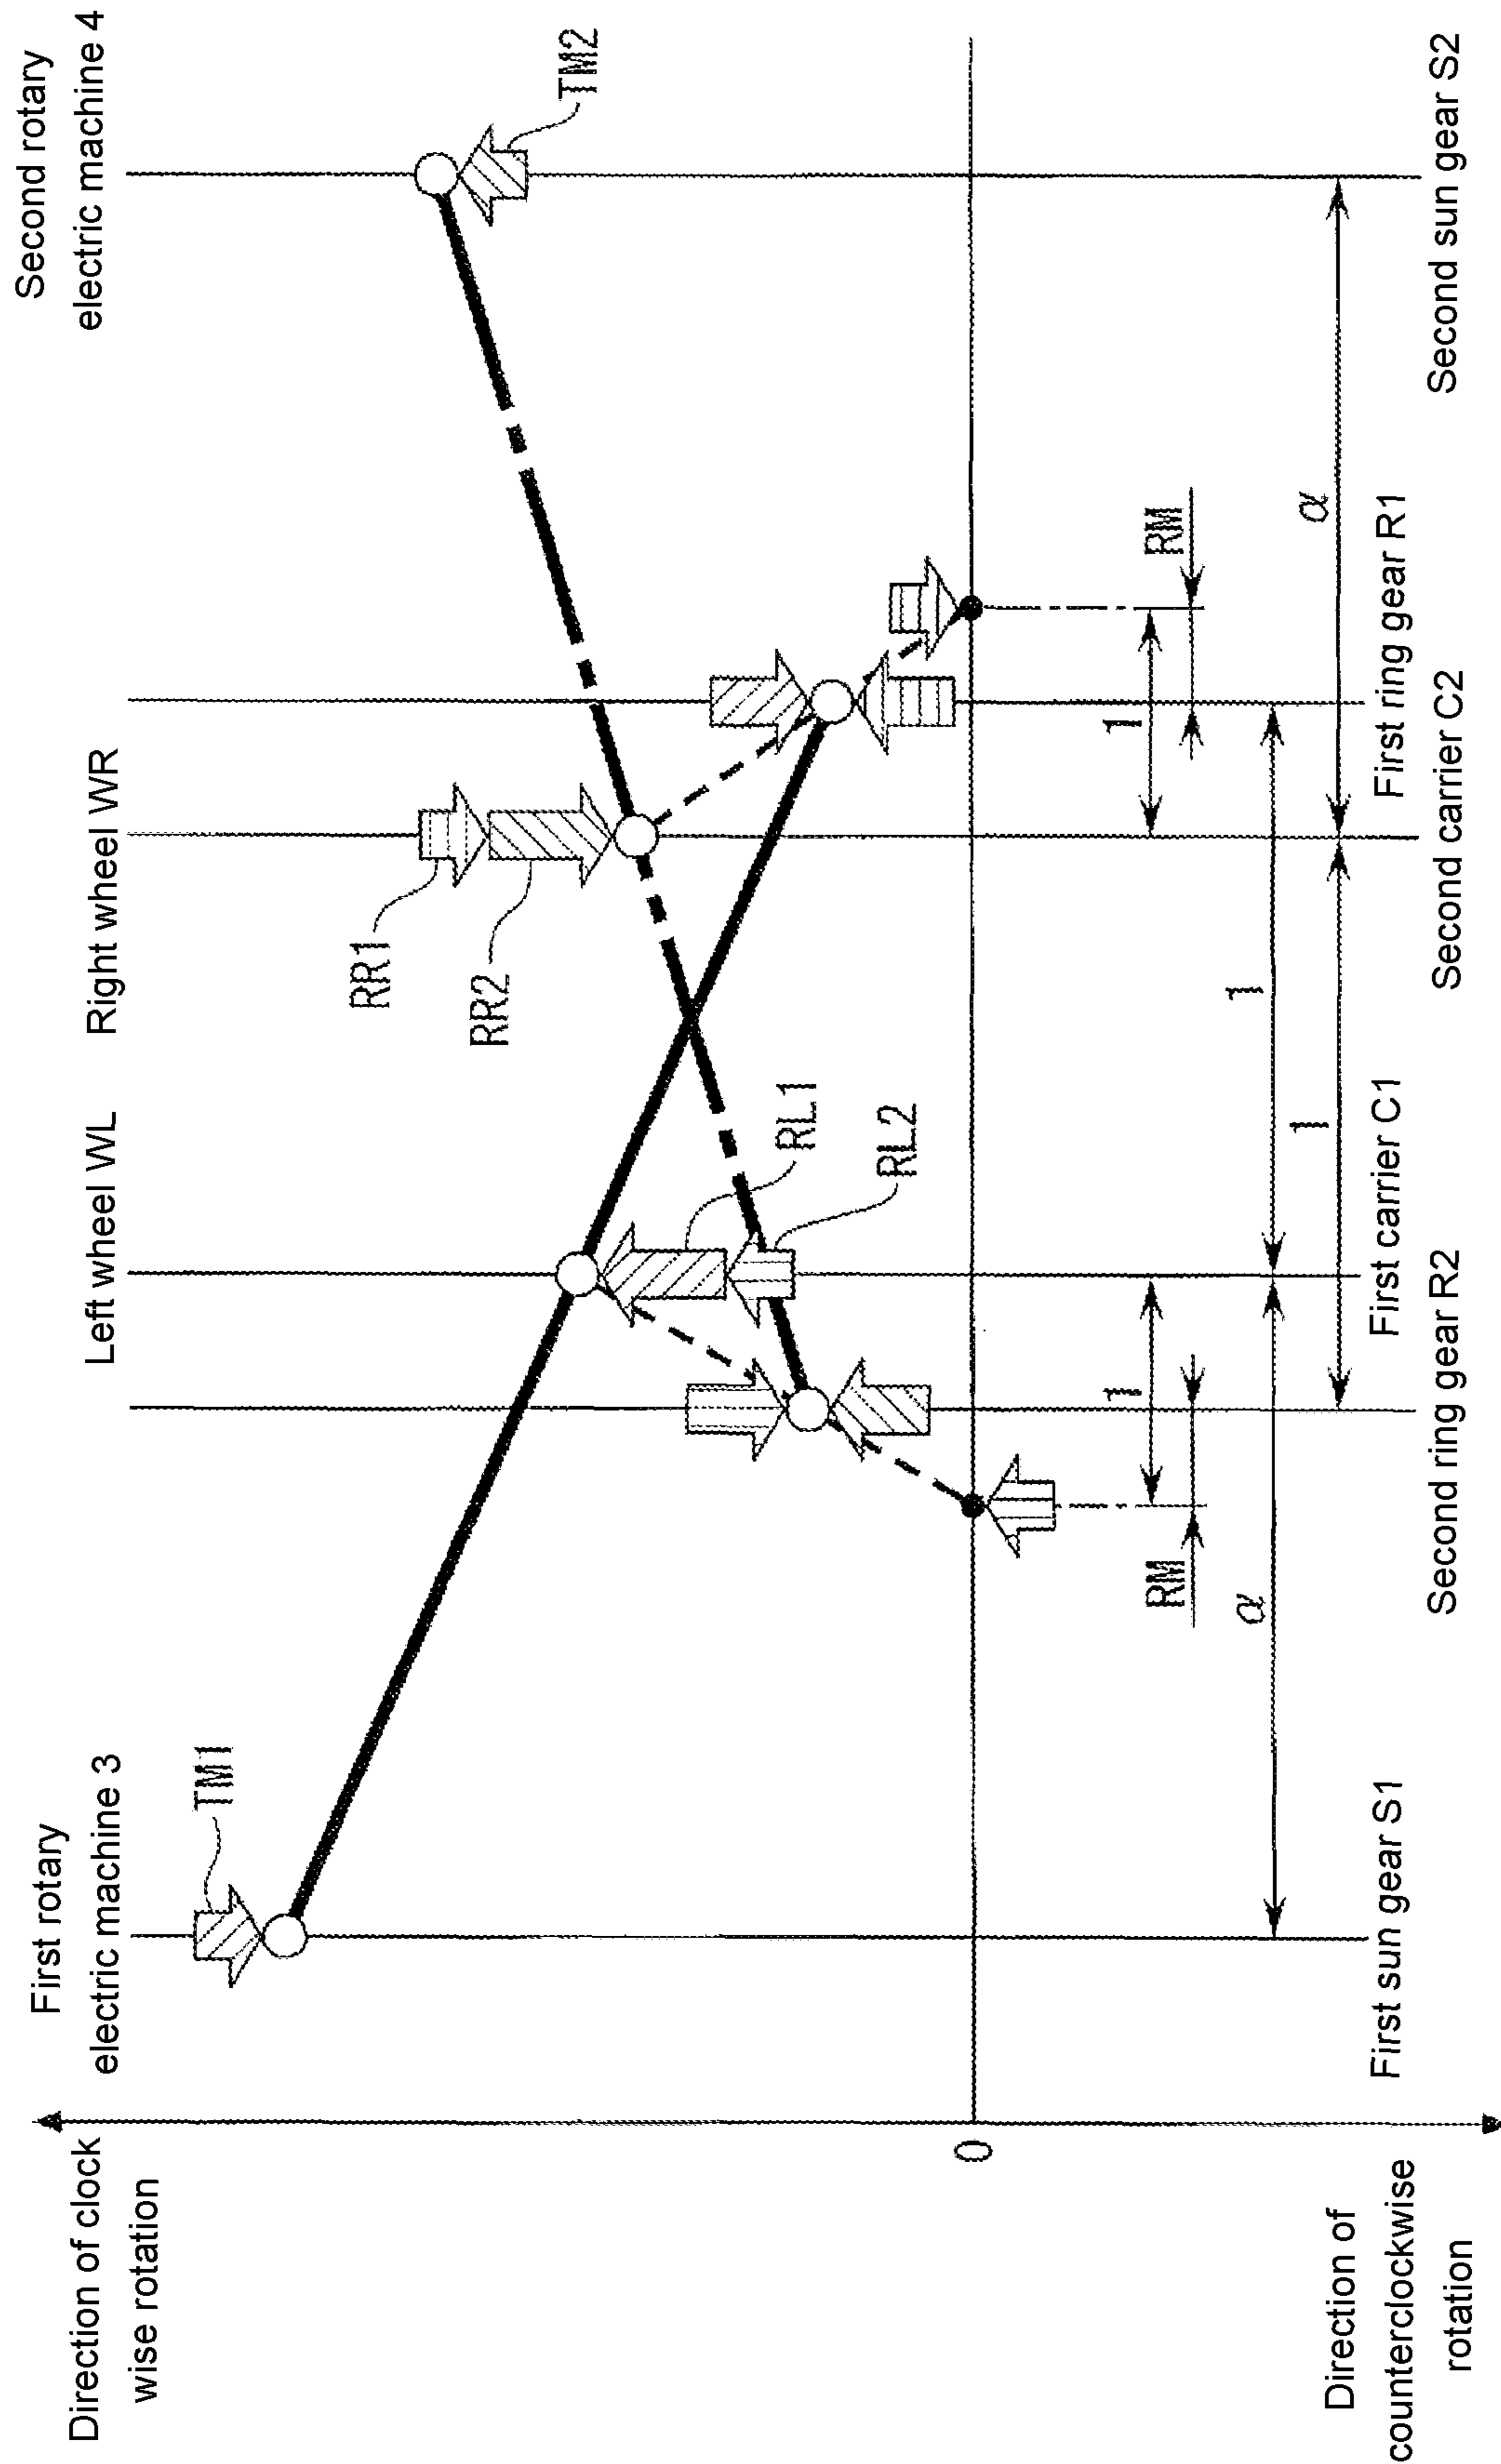 Direction of clock
wise rotation
First rotary
electric machine 3
Left wheel WL
Right wheel WR
Second rotary
electric machine 4
TM1
TM2
RR1
RR2
RL1
RL2
0
RM
1
1
RM
α
1
1
α
Direction of
counterclockwise
rotation
First sun gear S1
Second ring gear R2
First carrier C1
Second carrier C2
First ring gear R1
Second sun gear S2